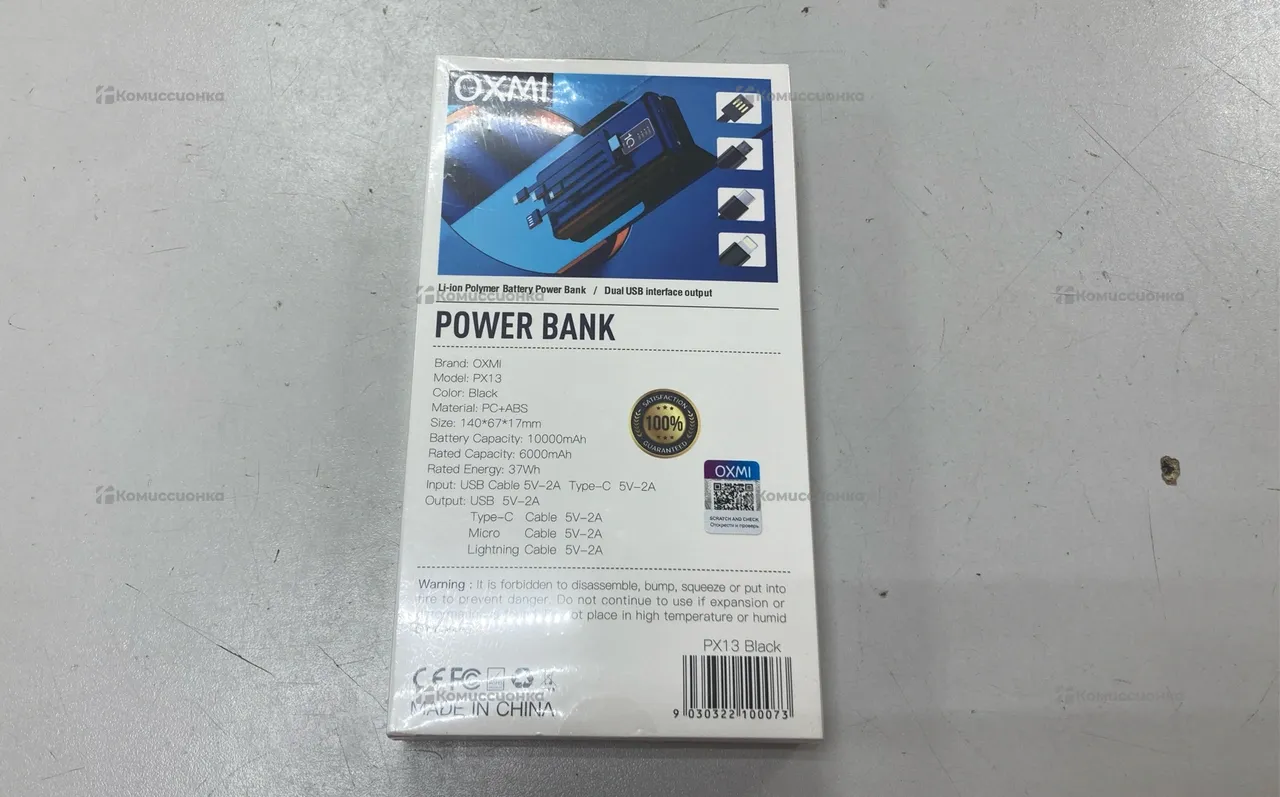 OXMI
Li-ion Polymer Battery Power Bank / Dual USB interface output
POWER BANK
Brand: OXMI
Model: PX13
Color: Black
Material: PC+ABS
Size: 140*67*17mm
Battery Capacity: 10000mAh
Rated Capacity: 6000mAh
Rated Energy: 37Wh
Input: USB Cable 5V-2A Type-C 5V-2A
Output: USB 5V-2A
Type-C Cable 5V-2A
Micro Cable 5V-2A
Lightning Cable 5V-2A
SATISFACTION
100%
GUARANTEED
OXMI
SCRATCH AND CHECK
Отскреби и проверь
Warning : It is forbidden to disassemble, bump, squeeze or put into
fire to prevent danger. Do not continue to use if expansion or
place in high temperature or humid
PX13 Black
CE FC
MADE IN CHINA
9 030322 100073
Комиссионка
Комиссионка
Комиссионка
Комиссионка
Комиссионка
Комиссионка
Комиссионка
Комиссионка